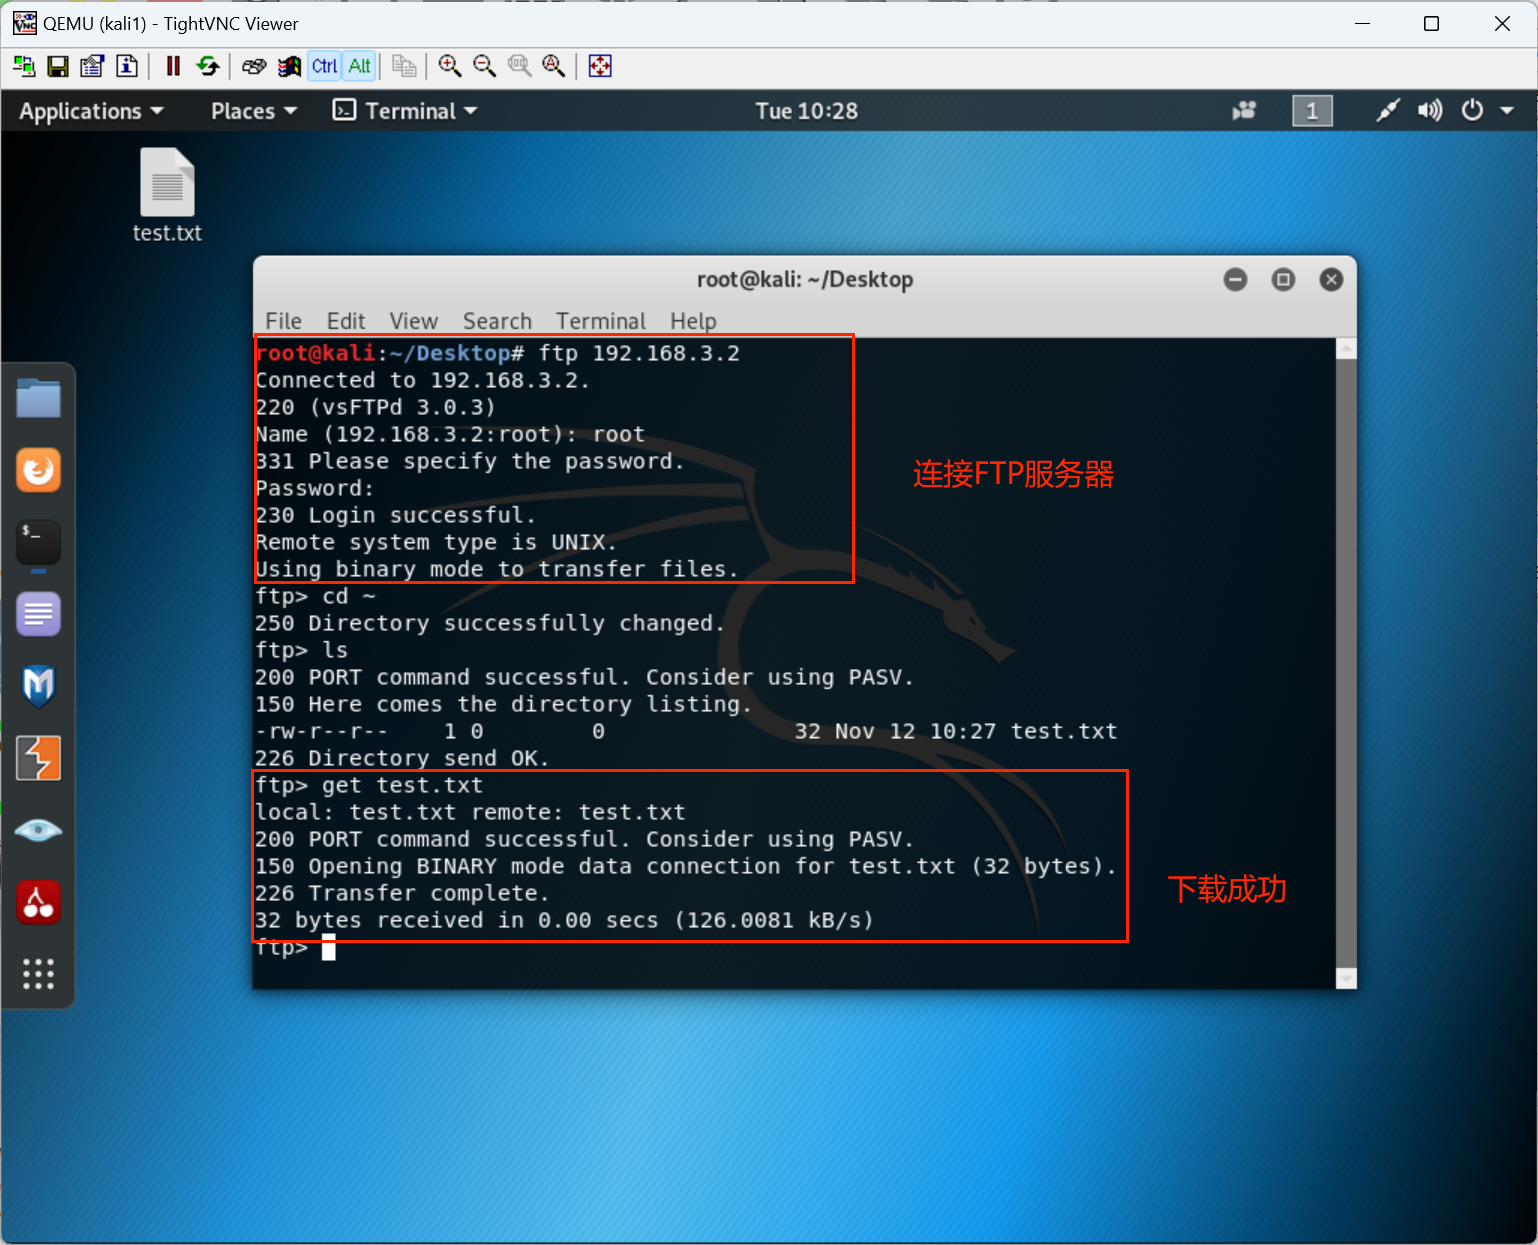 QEMU (kali1) - TightVNC Viewer
Ctrl Alt
Applications Places Terminal Tue 10:28 1
test.txt
root@kali: ~/Desktop
File Edit View Search Terminal Help
root@kali:~/Desktop# ftp 192.168.3.2
Connected to 192.168.3.2.
220 (vsFTPd 3.0.3)
Name (192.168.3.2:root): root
331 Please specify the password.
连接FTP服务器
Password:
230 Login successful.
Remote system type is UNIX.
Using binary mode to transfer files.
ftp> cd ~
250 Directory successfully changed.
ftp> ls
200 PORT command successful. Consider using PASV.
150 Here comes the directory listing.
-rw-r--r--    1 0        0              32 Nov 12 10:27 test.txt
226 Directory send OK.
ftp> get test.txt
local: test.txt remote: test.txt
200 PORT command successful. Consider using PASV.
150 Opening BINARY mode data connection for test.txt (32 bytes).
226 Transfer complete.
下载成功
32 bytes received in 0.00 secs (126.0081 kB/s)
ftp>